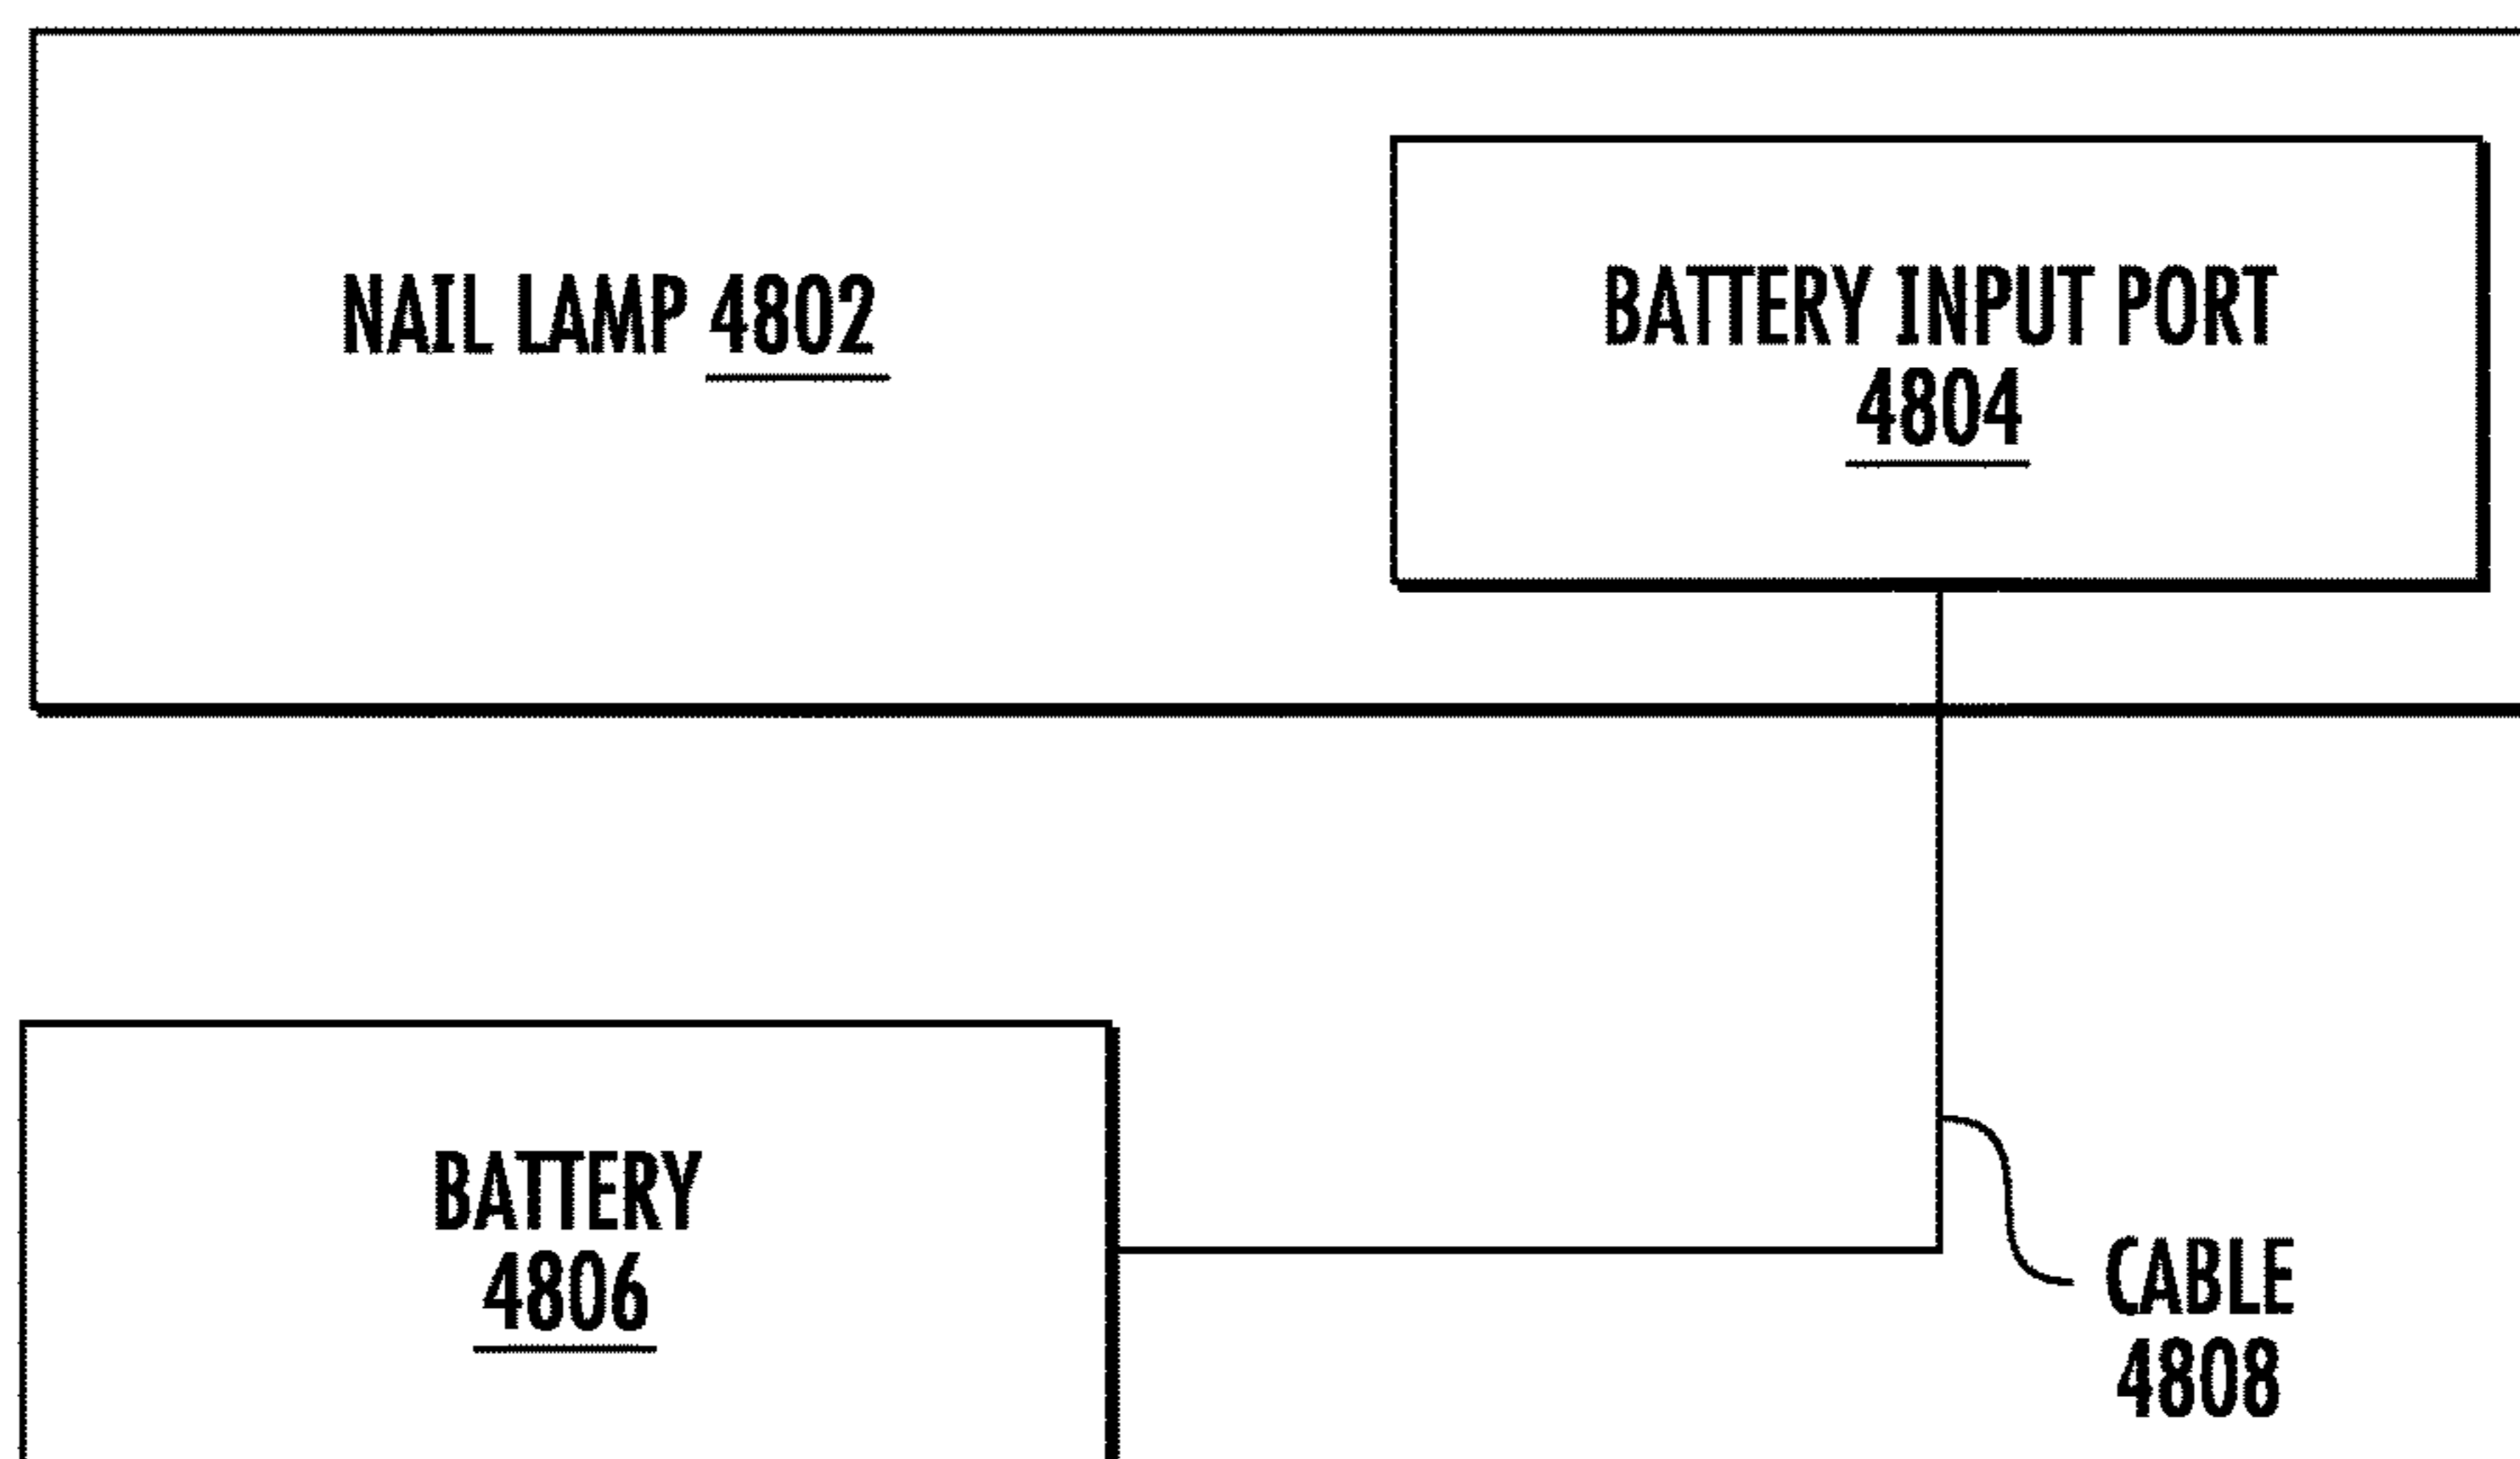 NAIL LAMP 4802
BATTERY INPUT PORT
4804
BATTERY
4806
CABLE
4808